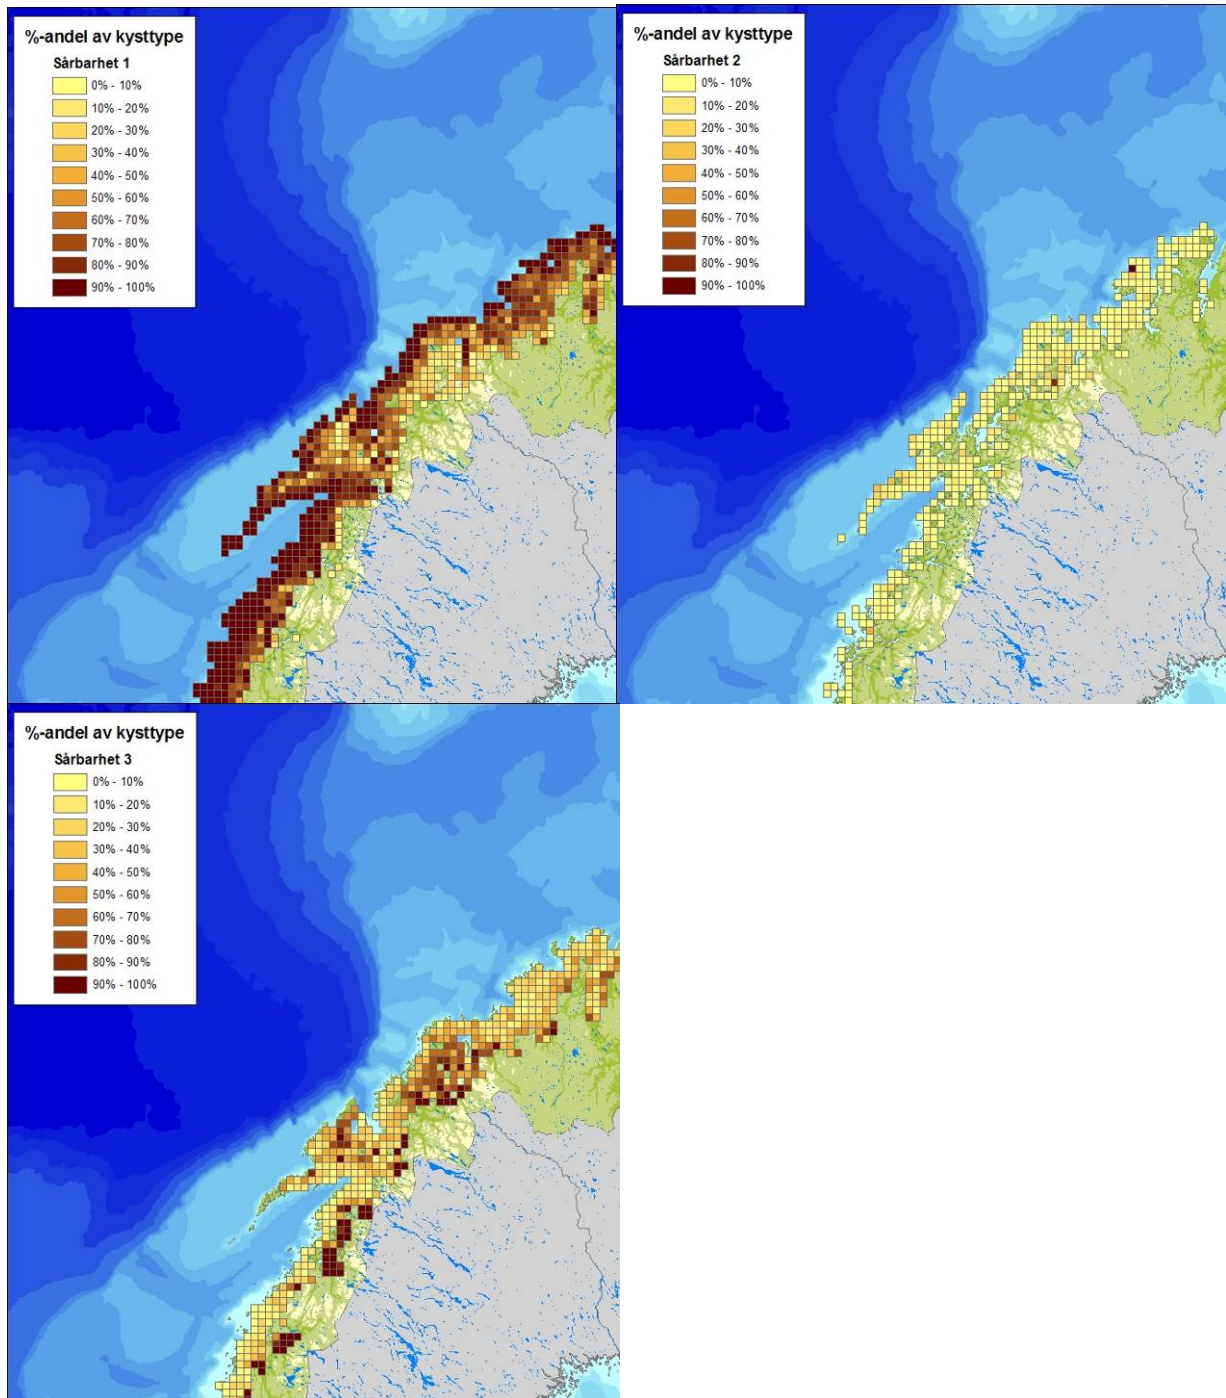 %-andel av kysttype
Sårbarhet 1
0% - 10%
10% - 20%
20% - 30%
30% - 40%
40% - 50%
50% - 60%
60% - 70%
70% - 80%
80% - 90%
90% - 100%
%-andel av kysttype
Sårbarhet 2
0% - 10%
10% - 20%
20% - 30%
30% - 40%
40% - 50%
50% - 60%
60% - 70%
70% - 80%
80% - 90%
90% - 100%
%-andel av kysttype
Sårbarhet 3
0% - 10%
10% - 20%
20% - 30%
30% - 40%
40% - 50%
50% - 60%
60% - 70%
70% - 80%
80% - 90%
90% - 100%